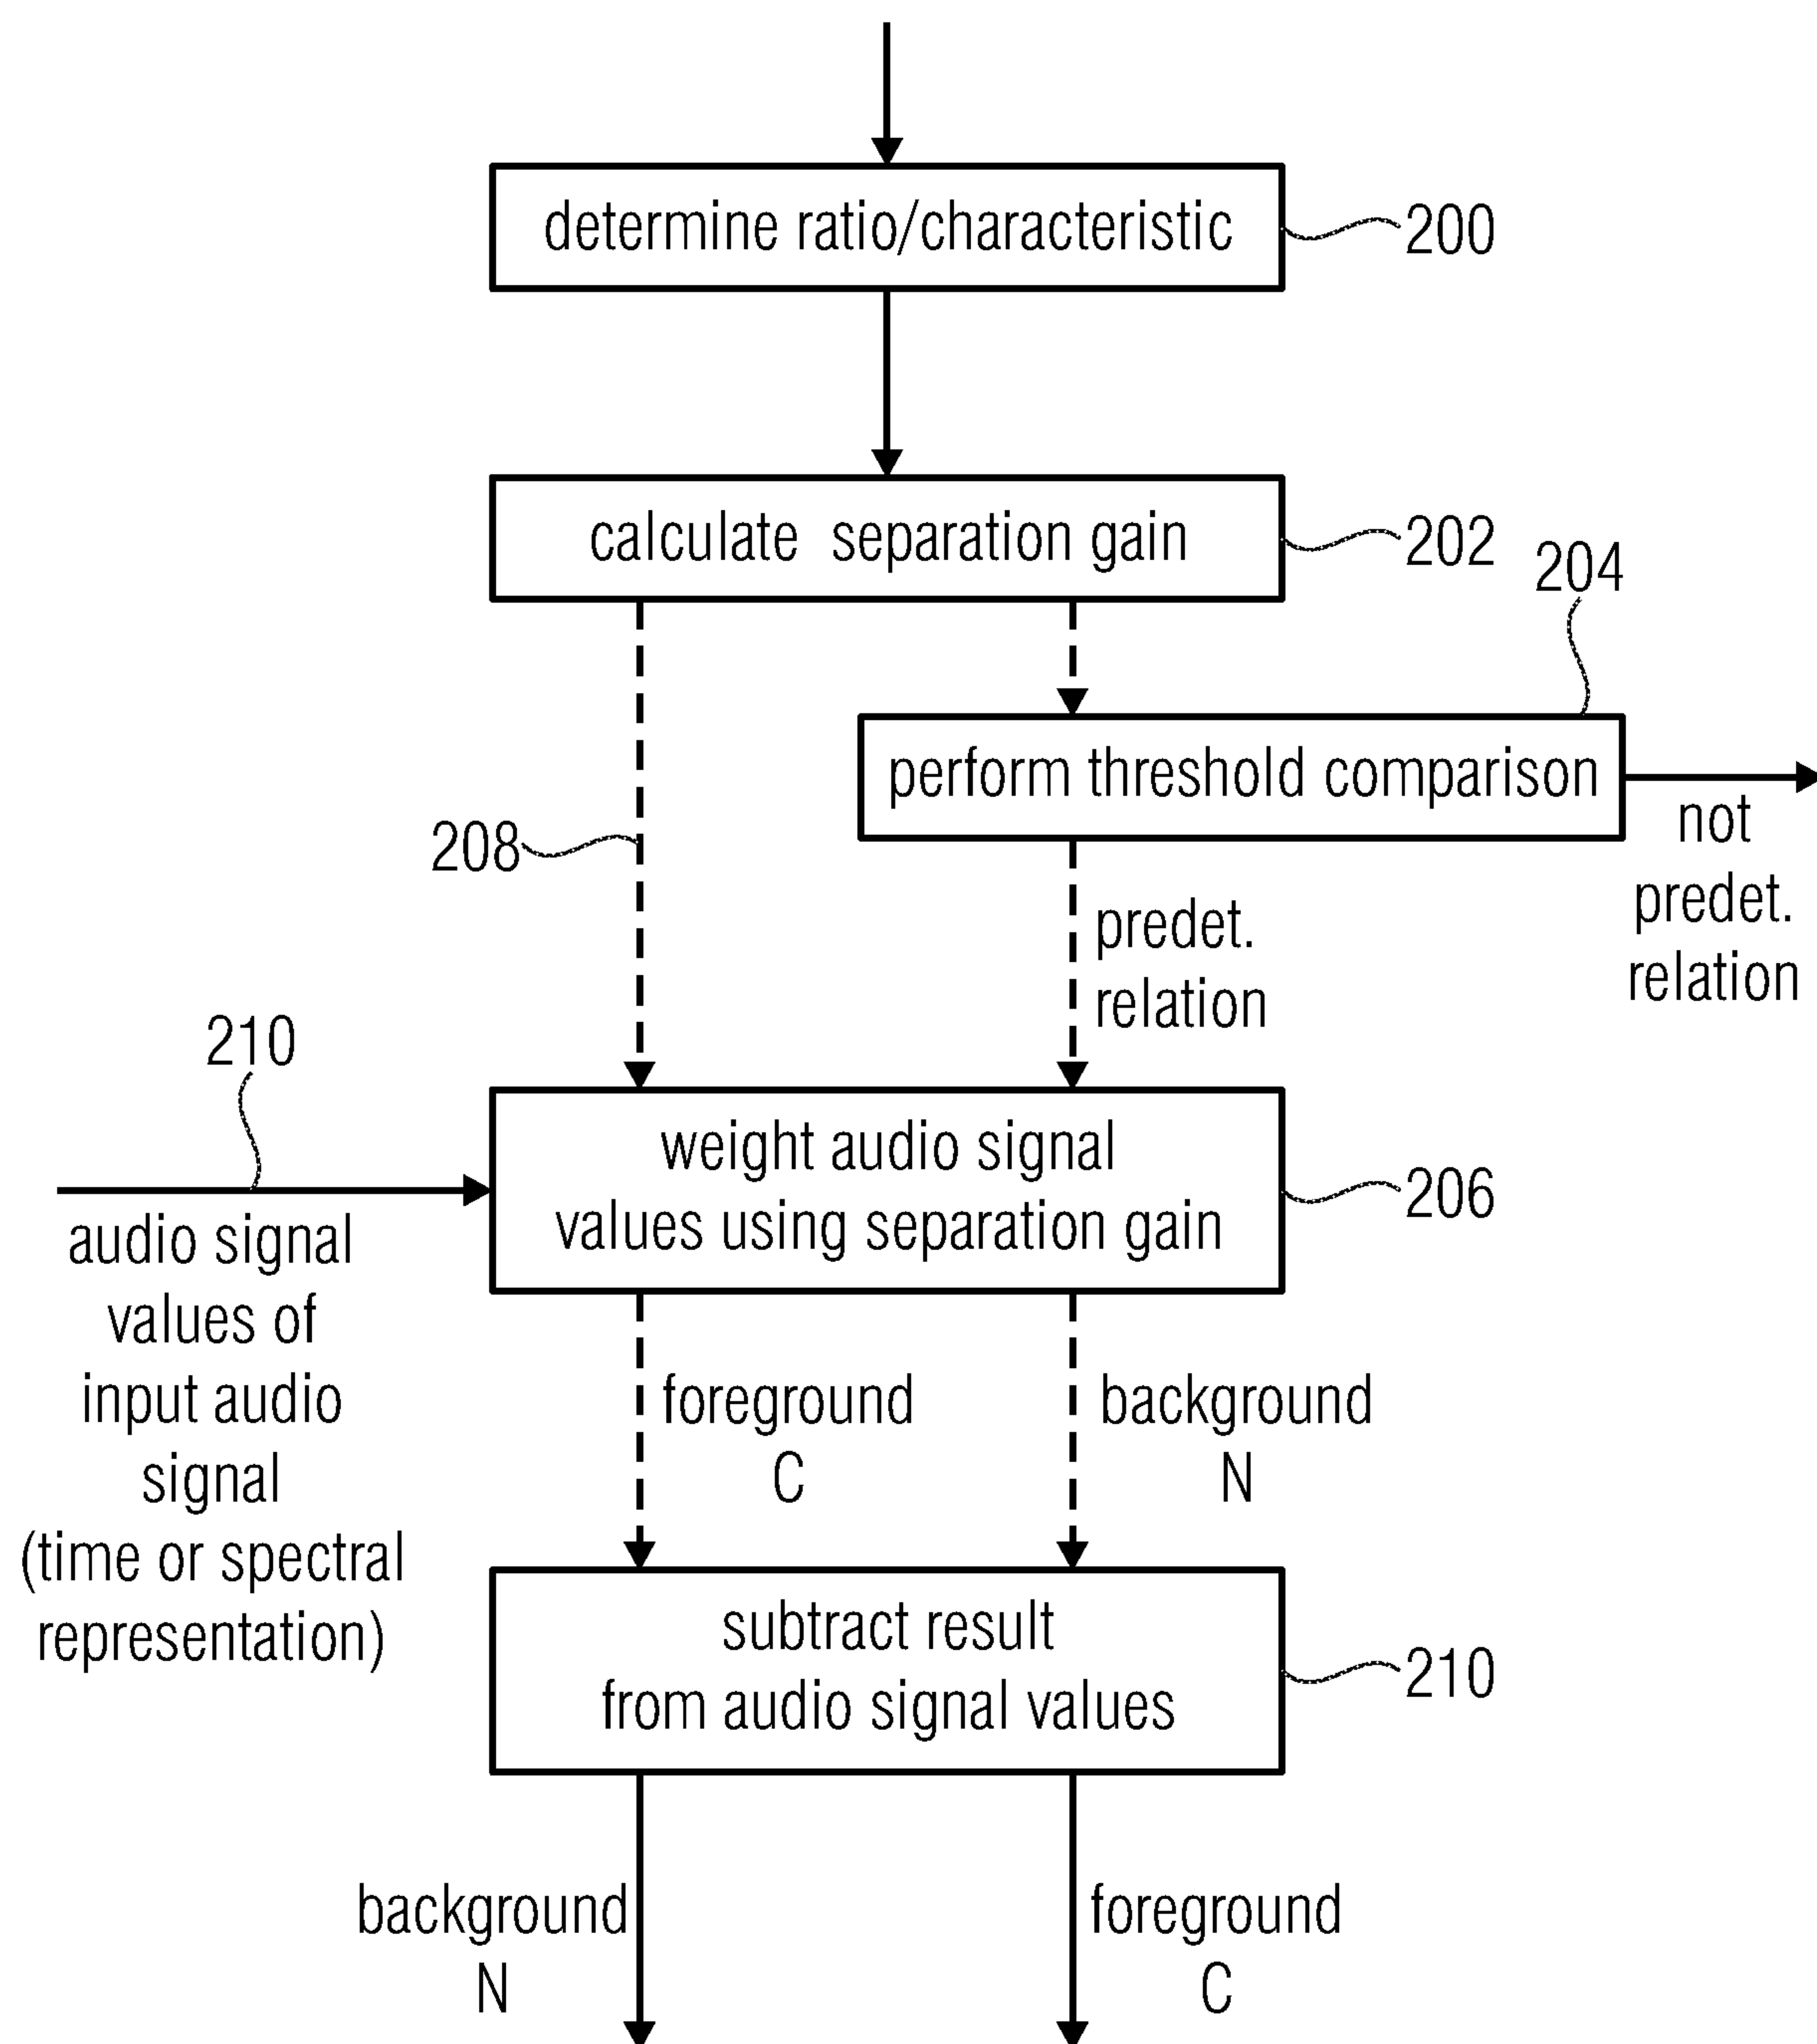 determine ratio/characteristic
200
calculate separation gain
202
204
perform threshold comparison
not
predet.
relation
208
predet.
relation
210
weight audio signal
values using separation gain
206
audio signal
values of
input audio
signal
(time or spectral
representation)
foreground
C
background
N
subtract result
from audio signal values
210
background
N
foreground
C